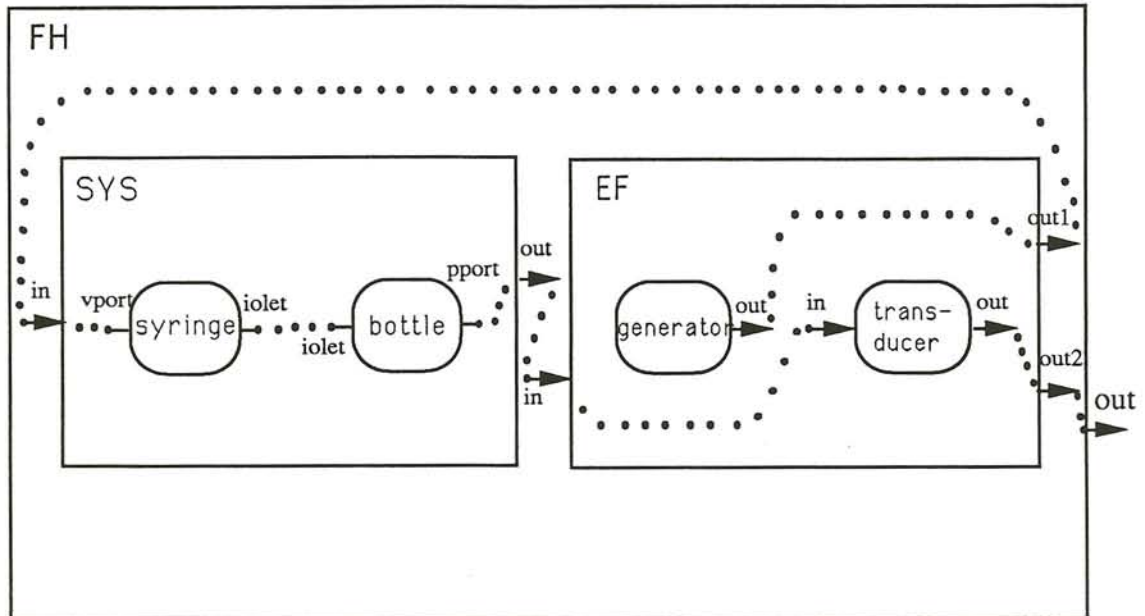 FH
SYS
EF
out1
out
pport
in
vport
iolet
syringe
iolet
bottle
generator
out
in
trans-
ducer
out
out2
in
out